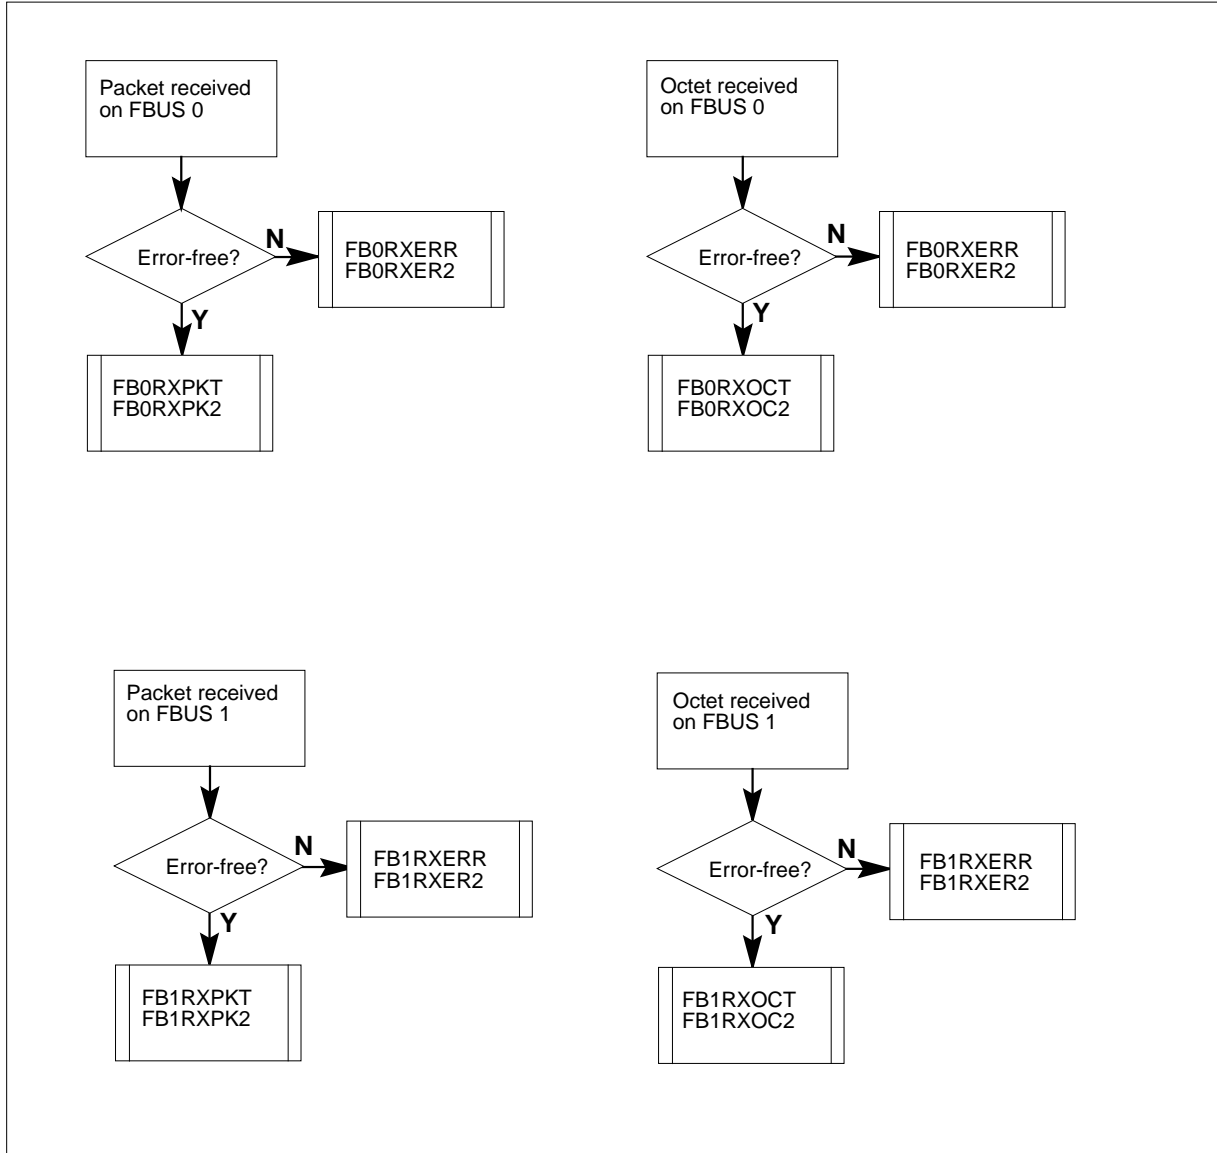 Packet received
on FBUS 0
Error-free?
N
FB0RXERR
FB0RXER2
Y
FB0RXPKT
FB0RXPK2
Octet received
on FBUS 0
Error-free?
N
FB0RXERR
FB0RXER2
Y
FB0RXOCT
FB0RXOC2
Packet received
on FBUS 1
Error-free?
N
FB1RXERR
FB1RXER2
Y
FB1RXPKT
FB1RXPK2
Octet received
on FBUS 1
Error-free?
N
FB1RXERR
FB1RXER2
Y
FB1RXOCT
FB1RXOC2